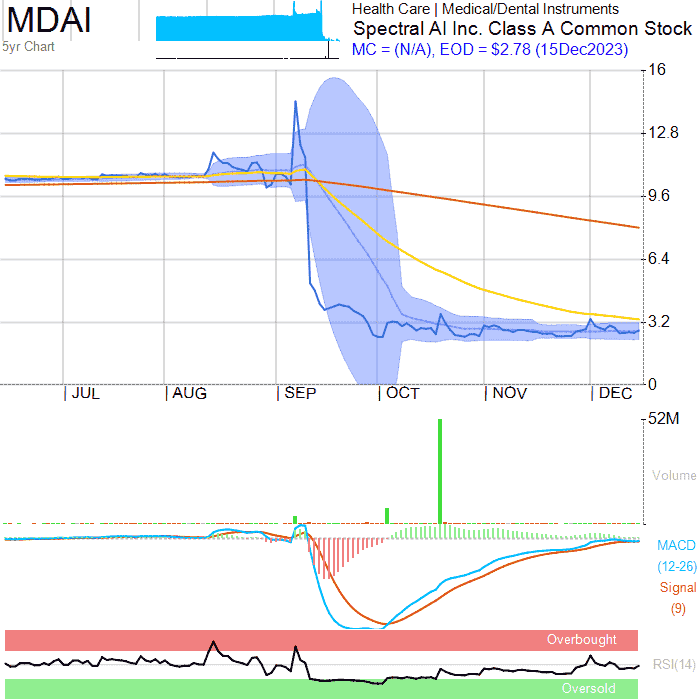 MDAI
5yr Chart
Health Care | Medical/Dental Instruments
Spectral AI Inc. Class A Common Stock
MC = (N/A), EOD = $2.78 (15Dec2023)
16
12.8
9.6
6.4
3.2
0
JUL AUG SEP OCT NOV DEC
52M
Volume
MACD
(12-26)
Signal
(9)
Overbought
RSI(14)
Oversold